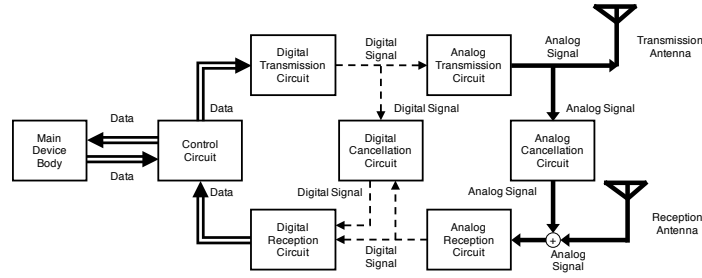 Digital
Transmission
Circuit
Digital
Signal
Analog
Transmission
Circuit
Analog
Signal
Transmission
Antenna
Data
Data
Digital Signal
Analog Signal
Main
Device
Body
Data
Control
Circuit
Digital
Cancellation
Circuit
Analog
Cancellation
Circuit
Data
Digital Signal
Analog Signal
Digital
Reception
Circuit
Digital
Signal
Analog
Reception
Circuit
+
Analog
Signal
Reception
Antenna